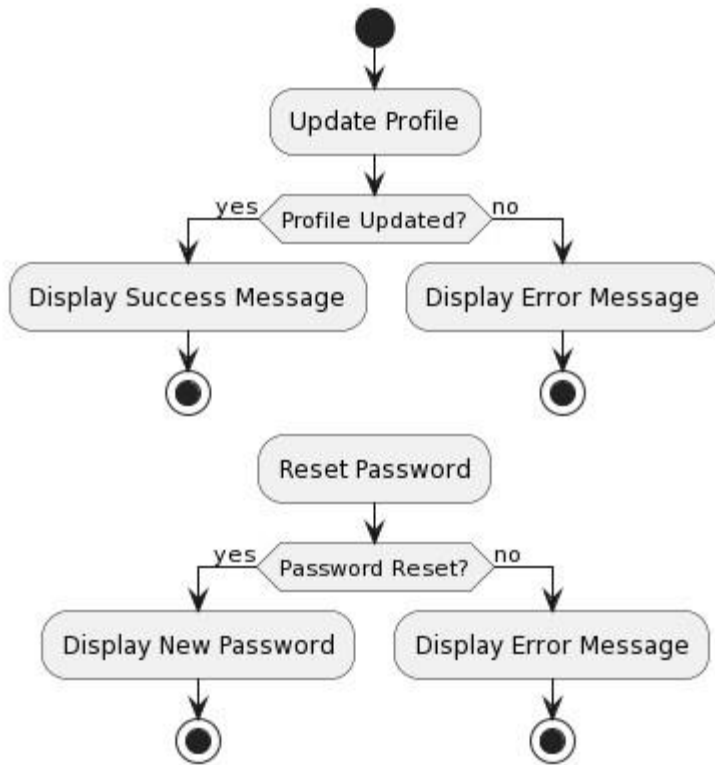 Update Profile
yes
Profile Updated?
no
Display Success Message
Display Error Message
Reset Password
yes
Password Reset?
no
Display New Password
Display Error Message